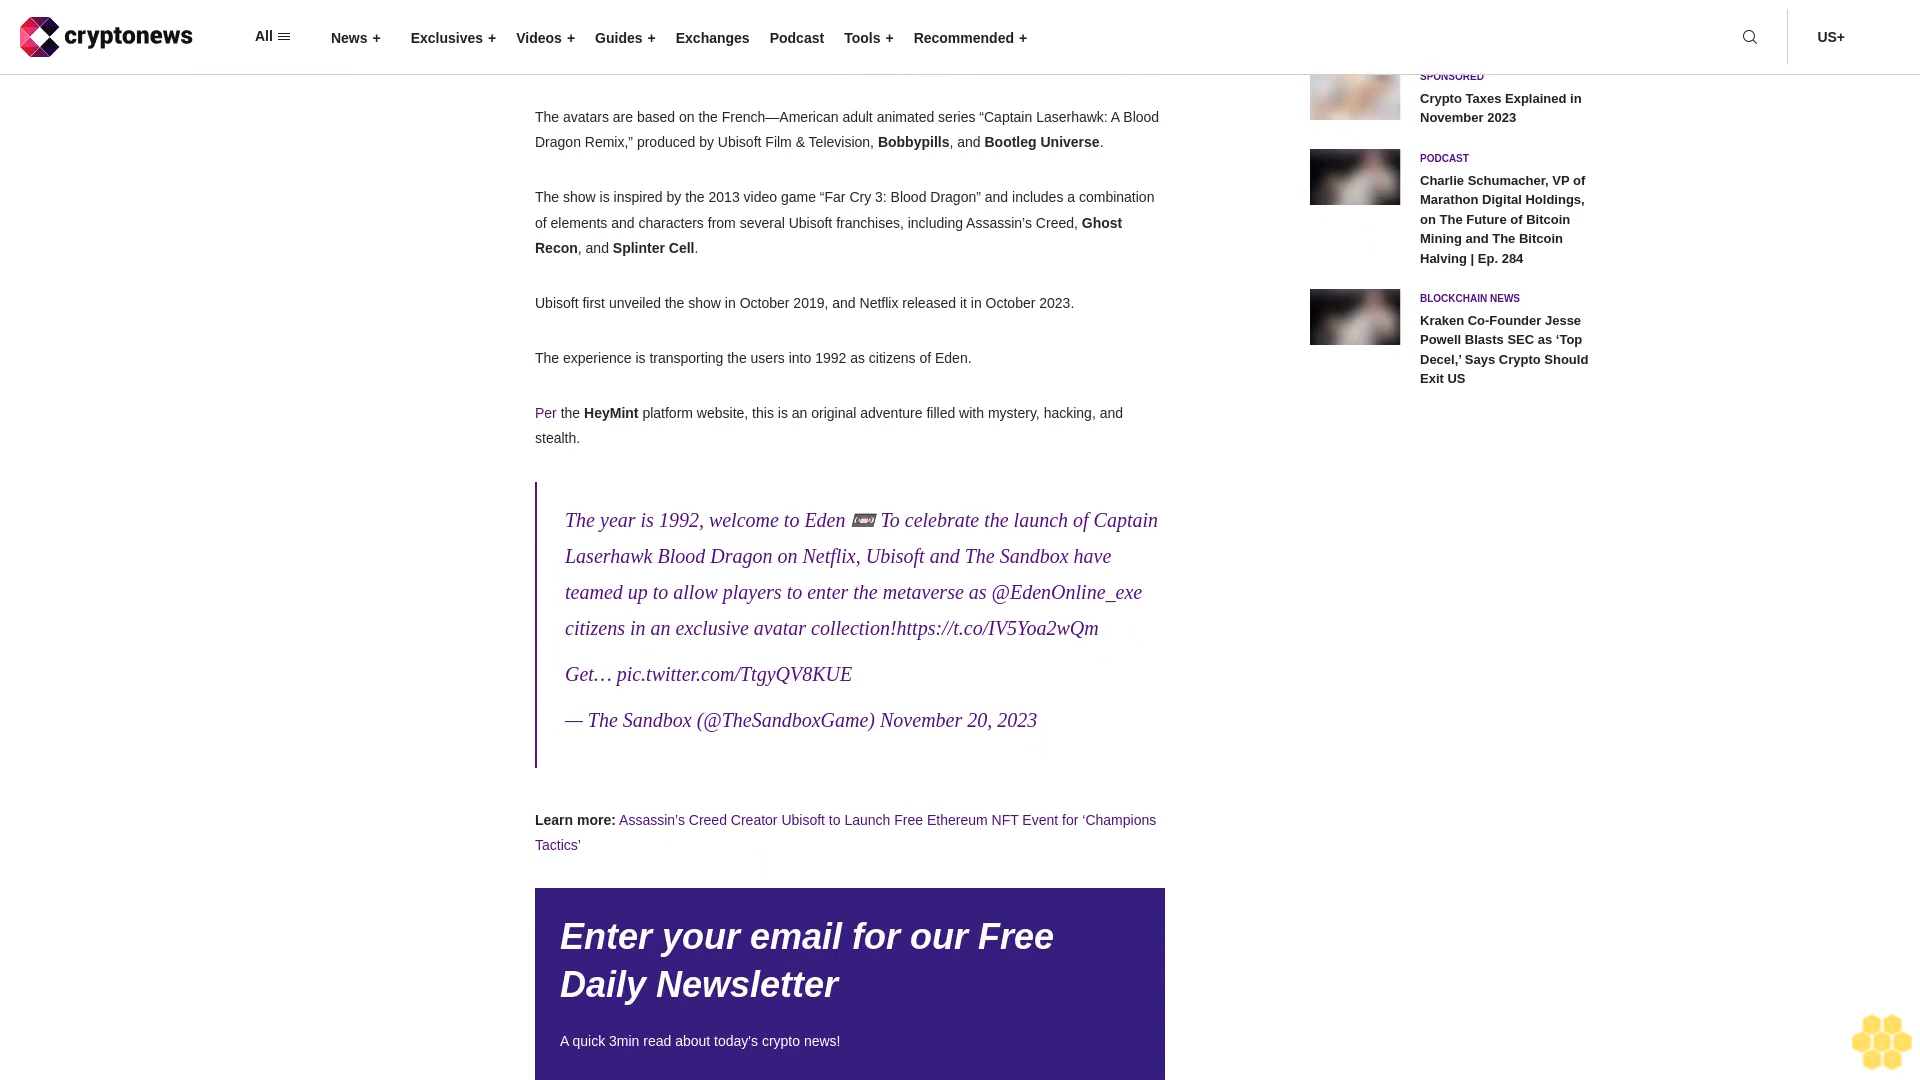 cryptonews
All
News +
Exclusives +
Videos +
Guides +
Exchanges
Podcast
Tools +
Recommended +
US+
The avatars are based on the French—American adult animated series “Captain Laserhawk: A Blood
Dragon Remix,” produced by Ubisoft Film & Television, Bobbypills, and Bootleg Universe.
The show is inspired by the 2013 video game “Far Cry 3: Blood Dragon” and includes a combination
of elements and characters from several Ubisoft franchises, including Assassin’s Creed, Ghost
Recon, and Splinter Cell.
Ubisoft first unveiled the show in October 2019, and Netflix released it in October 2023.
The experience is transporting the users into 1992 as citizens of Eden.
Per the HeyMint platform website, this is an original adventure filled with mystery, hacking, and
stealth.
The year is 1992, welcome to Eden 📼 To celebrate the launch of Captain
Laserhawk Blood Dragon on Netflix, Ubisoft and The Sandbox have
teamed up to allow players to enter the metaverse as @EdenOnline_exe
citizens in an exclusive avatar collection!https://t.co/IV5Yoa2wQm
Get… pic.twitter.com/TtgyQV8KUE
— The Sandbox (@TheSandboxGame) November 20, 2023
Learn more: Assassin’s Creed Creator Ubisoft to Launch Free Ethereum NFT Event for ‘Champions
Tactics’
Enter your email for our Free
Daily Newsletter
A quick 3min read about today's crypto news!
SPONSORED
Crypto Taxes Explained in
November 2023
PODCAST
Charlie Schumacher, VP of
Marathon Digital Holdings,
on The Future of Bitcoin
Mining and The Bitcoin
Halving | Ep. 284
BLOCKCHAIN NEWS
Kraken Co-Founder Jesse
Powell Blasts SEC as ‘Top
Decel,’ Says Crypto Should
Exit US